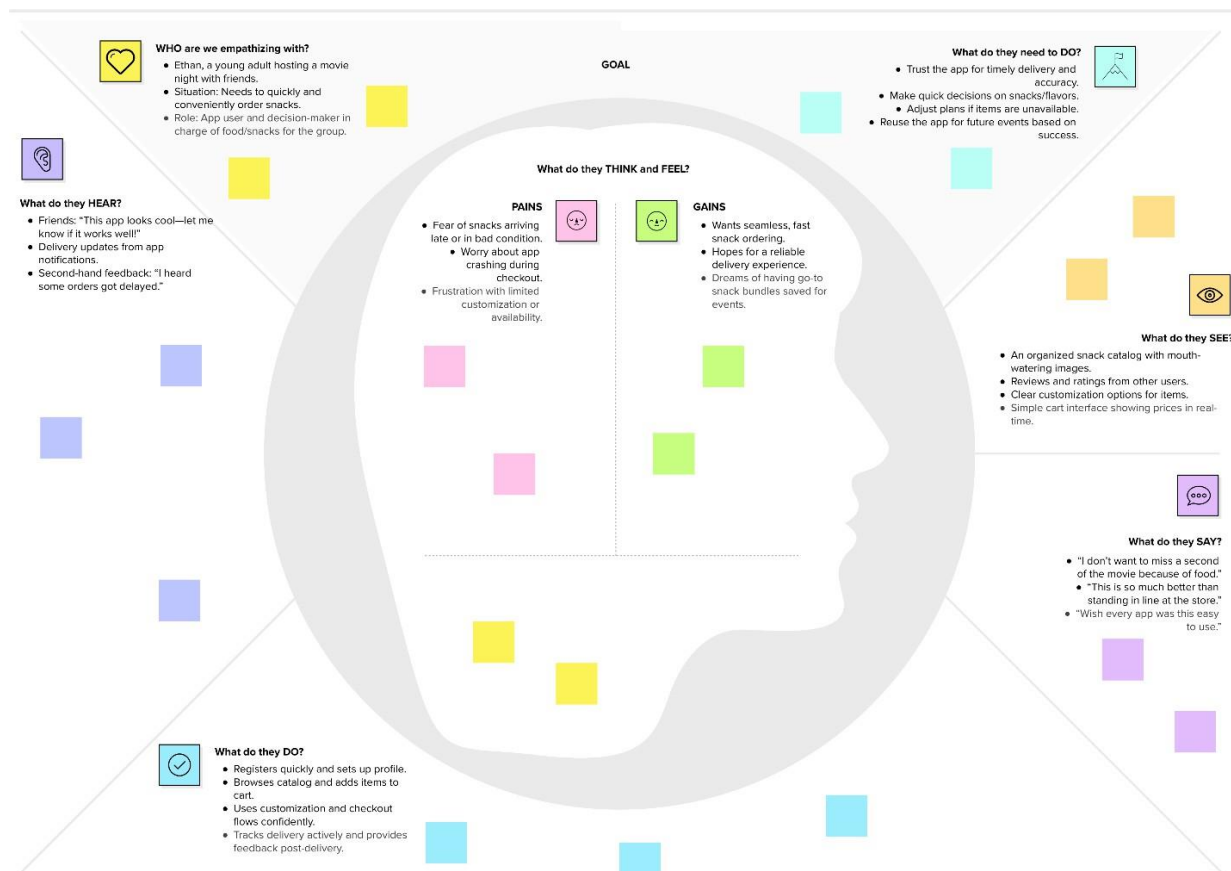 WHO are we empathizing with?
● Ethan, a young adult hosting a movie
night with friends.
● Situation: Needs to quickly and
conveniently order snacks.
● Role: App user and decision-maker in
charge of food/snacks for the group.
GOAL
What do they need to DO?
● Trust the app for timely delivery and
accuracy.
● Make quick decisions on snacks/flavors.
● Adjust plans if items are unavailable.
● Reuse the app for future events based on
success.
What do they HEAR?
● Friends: “This app looks cool—let me
know if it works well!”
● Delivery updates from app
notifications.
● Second-hand feedback: “I heard
some orders got delayed.”
What do they THINK and FEEL?
PAINS
● Fear of snacks arriving
late or in bad condition.
● Worry about app
crashing during
checkout.
● Frustration with limited
customization or
availability.
GAINS
● Wants seamless, fast
snack ordering.
● Hopes for a reliable
delivery experience.
● Dreams of having go-to
snack bundles saved for
events.
What do they SEE?
● An organized snack catalog with mouth-
watering images.
● Reviews and ratings from other users.
● Clear customization options for items.
● Simple cart interface showing prices in real-
time.
What do they SAY?
● “I don’t want to miss a second
of the movie because of food.”
● “This is so much better than
standing in line at the store.”
● “Wish every app was this easy
to use.”
What do they DO?
● Registers quickly and sets up profile.
● Browses catalog and adds items to
cart.
● Uses customization and checkout
flows confidently.
● Tracks delivery actively and provides
feedback post-delivery.